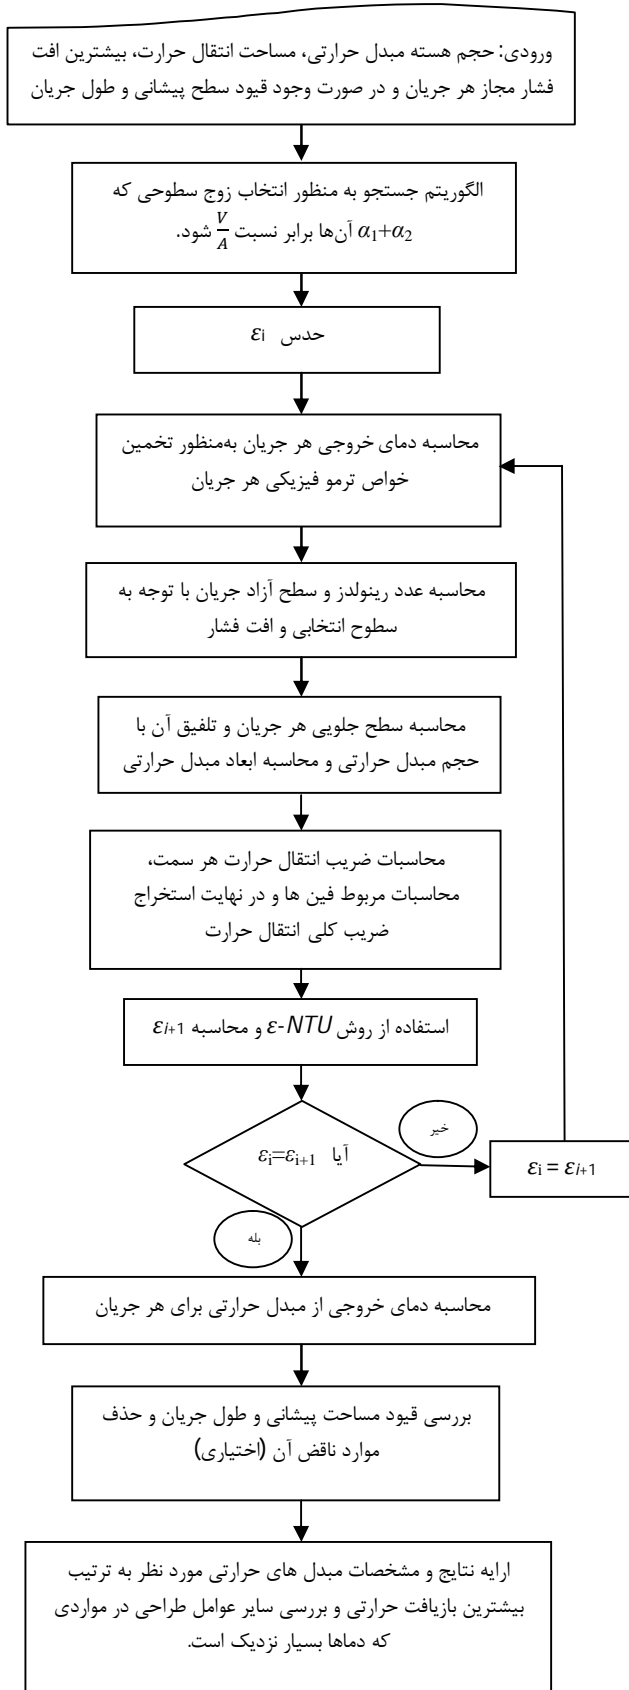 ورودی: حجم هسته مبدل حرارتی، مساحت انتقال حرارت، بیشترین افت
فشار مجاز هر جریان و در صورت وجود قیود سطح پیشانی و طول جریان
الگوریتم جستجو به منظور انتخاب زوج سطوحی که
α1+α2 آن‌ها برابر نسبت V/A شود.
حدس εi
محاسبه دمای خروجی هر جریان به‌منظور تخمین
خواص ترمو فیزیکی هر جریان
محاسبه عدد رینولدز و سطح آزاد جریان با توجه به
سطوح انتخابی و افت فشار
محاسبه سطح جلویی هر جریان و تلفیق آن با
حجم مبدل حرارتی و محاسبه ابعاد مبدل حرارتی
محاسبات ضریب انتقال حرارت هر سمت،
محاسبات مربوط فین ها و در نهایت استخراج
ضریب کلی انتقال حرارت
استفاده از روش ε-NTU و محاسبه εi+1
خیر
آیا εi=εi+1
εi = εi+1
بله
محاسبه دمای خروجی از مبدل حرارتی برای هر جریان
بررسی قیود مساحت پیشانی و طول جریان و حذف
موارد ناقض آن (اختیاری)
ارایه نتایج و مشخصات مبدل های حرارتی مورد نظر به ترتیب
بیشترین بازیافت حرارتی و بررسی سایر عوامل طراحی در مواردی
که دماها بسیار نزدیک است.